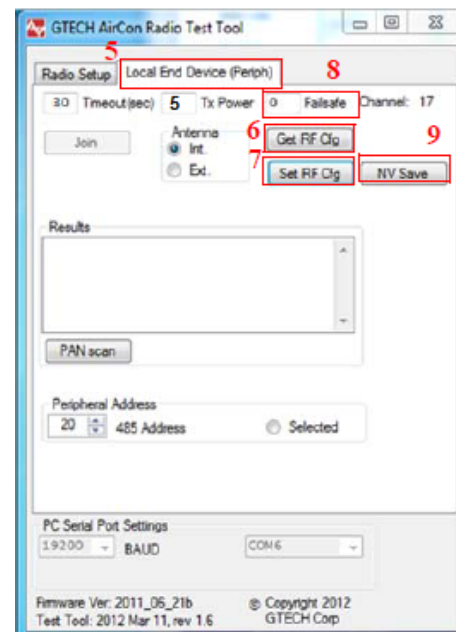 GTECH AirCon Radio Test Tool
5
Radio Setup Local End Device (Periph) 8
30 Timeout(sec) 5 Tx Power 0 Failsafe Channel: 17
Join Antenna 6 Get RF Cfg 9
Int.
Ext. 7 Set RF Cfg NV Save
Results
PAN scan
Peripheral Address
20 485 Address Selected
PC Serial Port Settings
19200 BAUD COM6
Firmware Ver: 2011_06_21b © Copyright 2012
Test Tool: 2012 Mar 11, rev 1.6 GTECH Corp